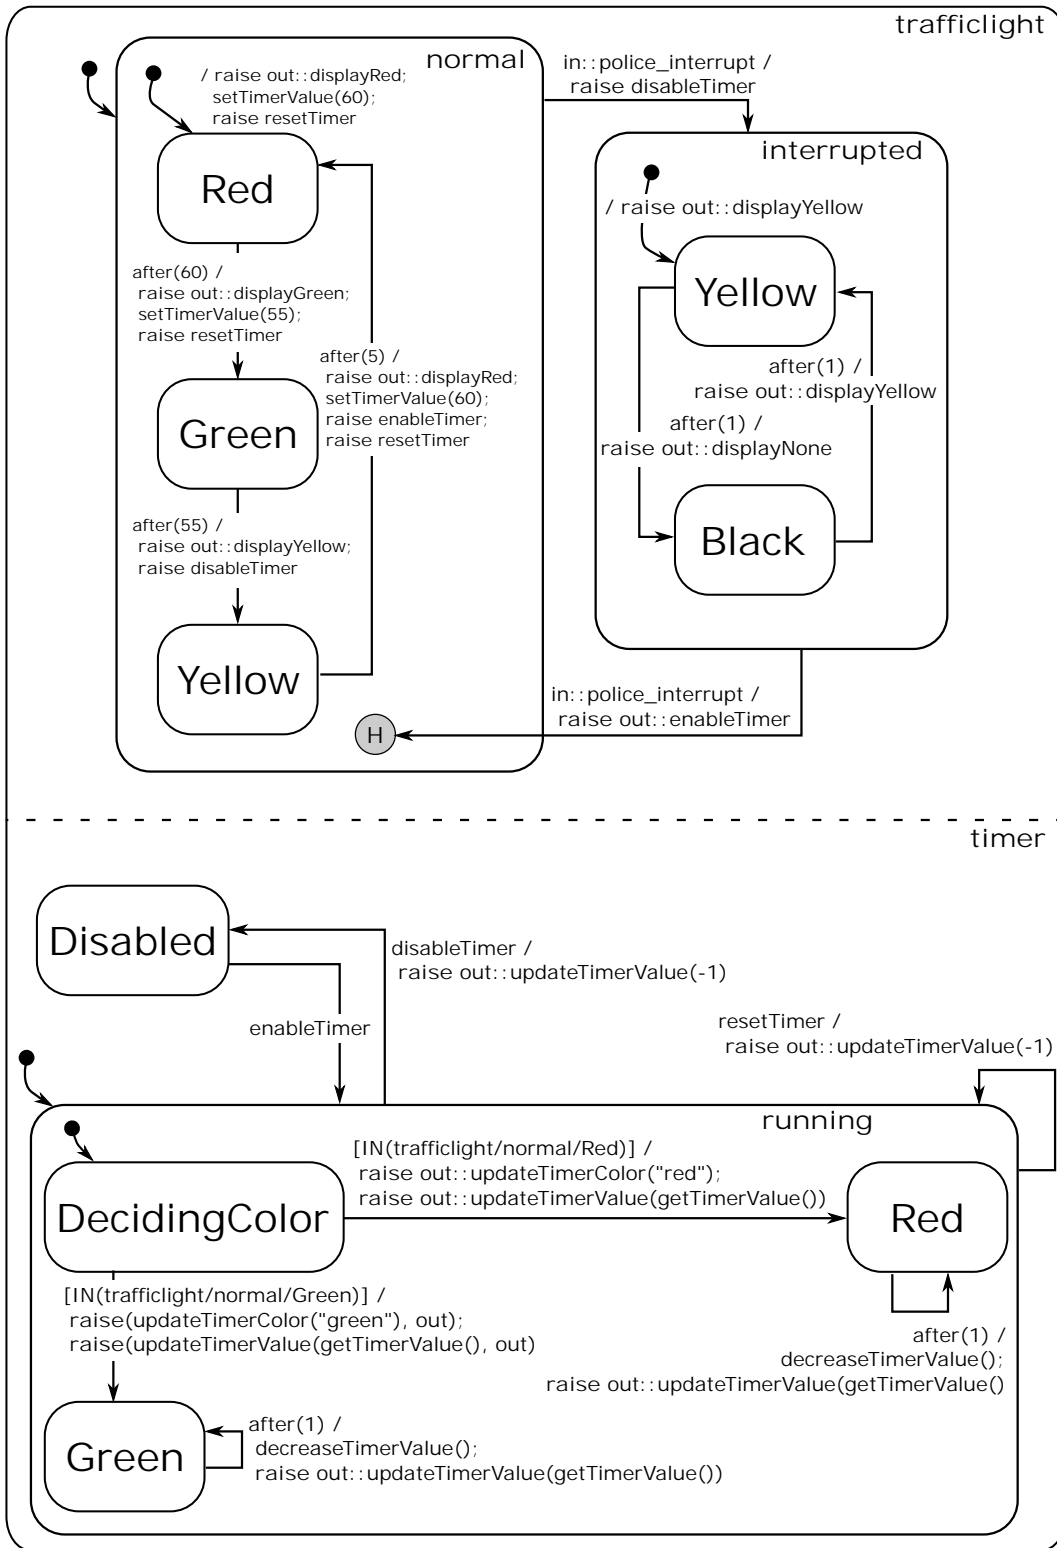 trafficlight
normal
/ raise out::displayRed;
setTimerValue(60);
raise resetTimer
Red
after(60) /
raise out::displayGreen;
setTimerValue(55);
raise resetTimer
Green
after(5) /
raise out::displayRed;
setTimerValue(60);
raise enableTimer;
raise resetTimer
after(55) /
raise out::displayYellow;
raise disableTimer
Yellow
H
in::police_interrupt /
raise disableTimer
interrupted
/ raise out::displayYellow
Yellow
after(1) /
raise out::displayYellow
after(1) /
raise out::displayNone
Black
in::police_interrupt /
raise out::enableTimer
timer
Disabled
disableTimer /
raise out::updateTimerValue(-1)
enableTimer
resetTimer /
raise out::updateTimerValue(-1)
running
DecidingColor
[IN(trafficlight/normal/Red)] /
raise out::updateTimerColor("red");
raise out::updateTimerValue(getTimerValue())
Red
[IN(trafficlight/normal/Green)] /
raise(updateTimerColor("green"), out);
raise(updateTimerValue(getTimerValue(), out)
after(1) /
decreaseTimerValue();
raise out::updateTimerValue(getTimerValue()
Green
after(1) /
decreaseTimerValue();
raise out::updateTimerValue(getTimerValue())